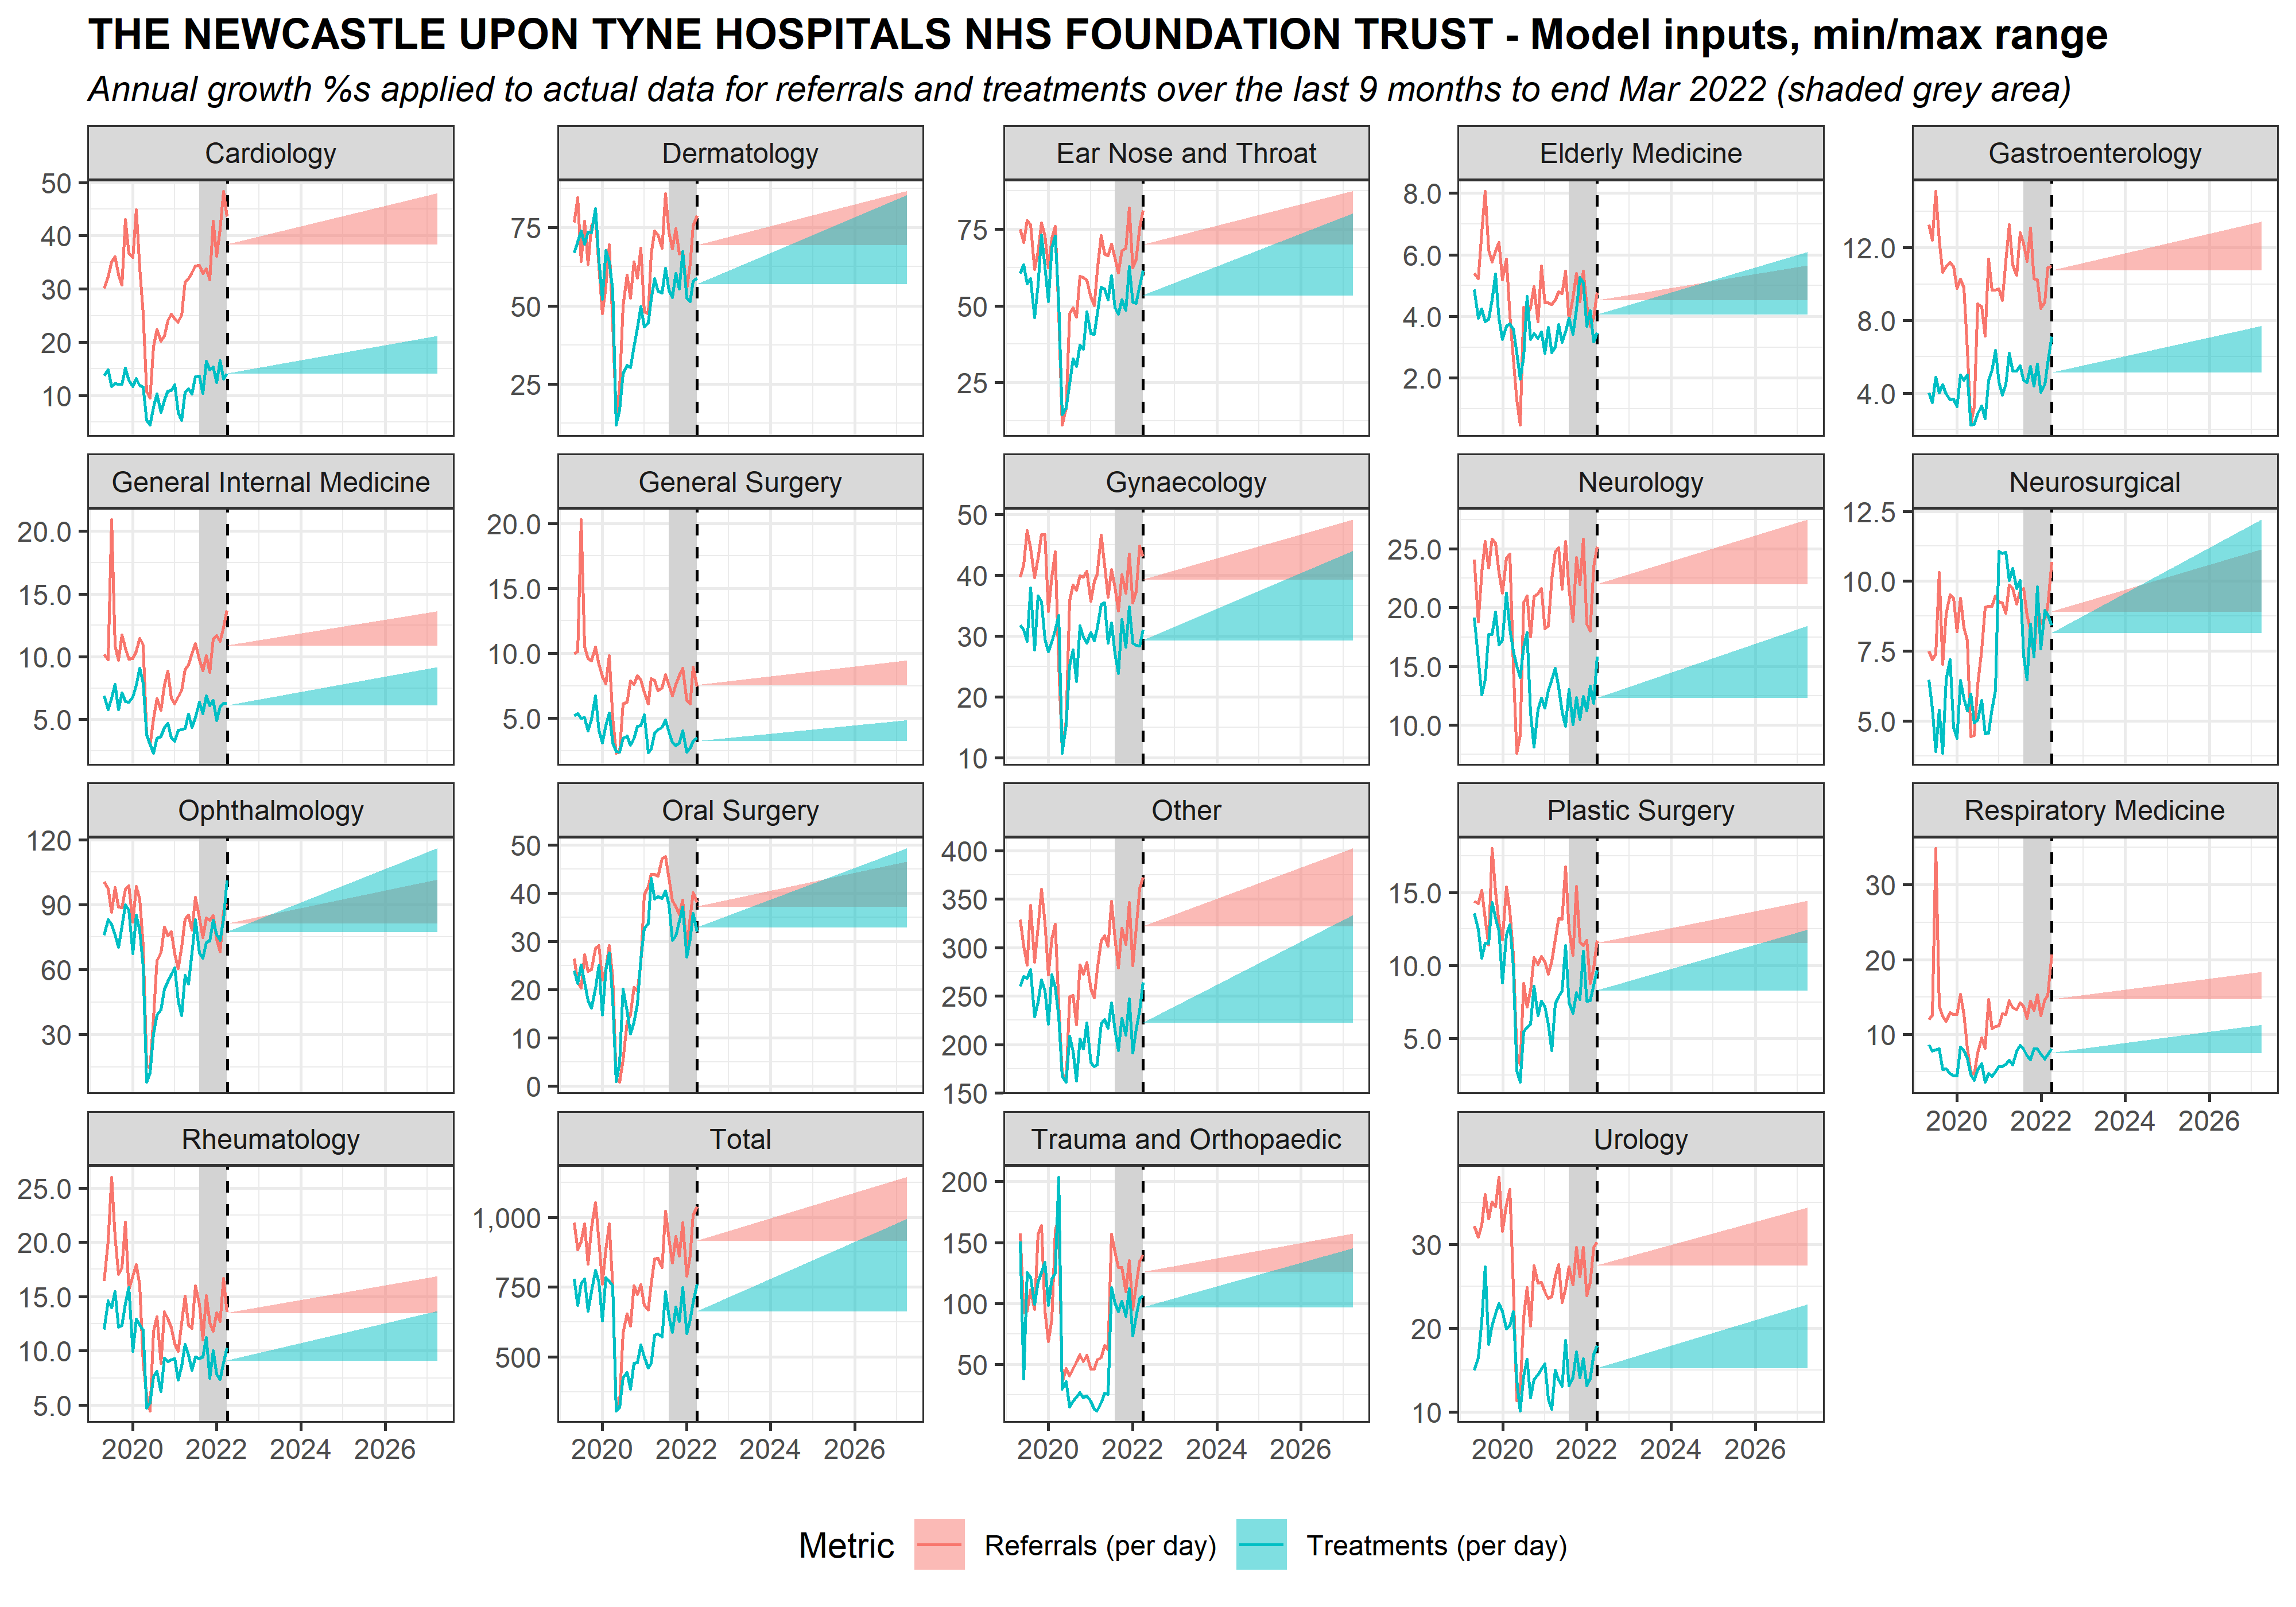 THE NEWCASTLE UPON TYNE HOSPITALS NHS FOUNDATION TRUST - Model inputs, min/max range
Annual growth %s applied to actual data for referrals and treatments over the last 9 months to end Mar 2022 (shaded grey area)
Cardiology
50
40
30
20
10
Dermatology
75
50
25
Ear Nose and Throat
75
50
25
Elderly Medicine
8.0
6.0
4.0
2.0
Gastroenterology
12.0
8.0
4.0
General Internal Medicine
20.0
15.0
10.0
5.0
General Surgery
20.0
15.0
10.0
5.0
Gynaecology
50
40
30
20
10
Neurology
25.0
20.0
15.0
10.0
Neurosurgical
12.5
10.0
7.5
5.0
Ophthalmology
120
90
60
30
Oral Surgery
50
40
30
20
10
0
Other
400
350
300
250
200
150
Plastic Surgery
15.0
10.0
5.0
Respiratory Medicine
30
20
10
2020 2022 2024 2026
Rheumatology
25.0
20.0
15.0
10.0
5.0
2020 2022 2024 2026
Total
1,000
750
500
2020 2022 2024 2026
Trauma and Orthopaedic
200
150
100
50
2020 2022 2024 2026
Urology
30
20
10
2020 2022 2024 2026
Metric Referrals (per day) Treatments (per day)